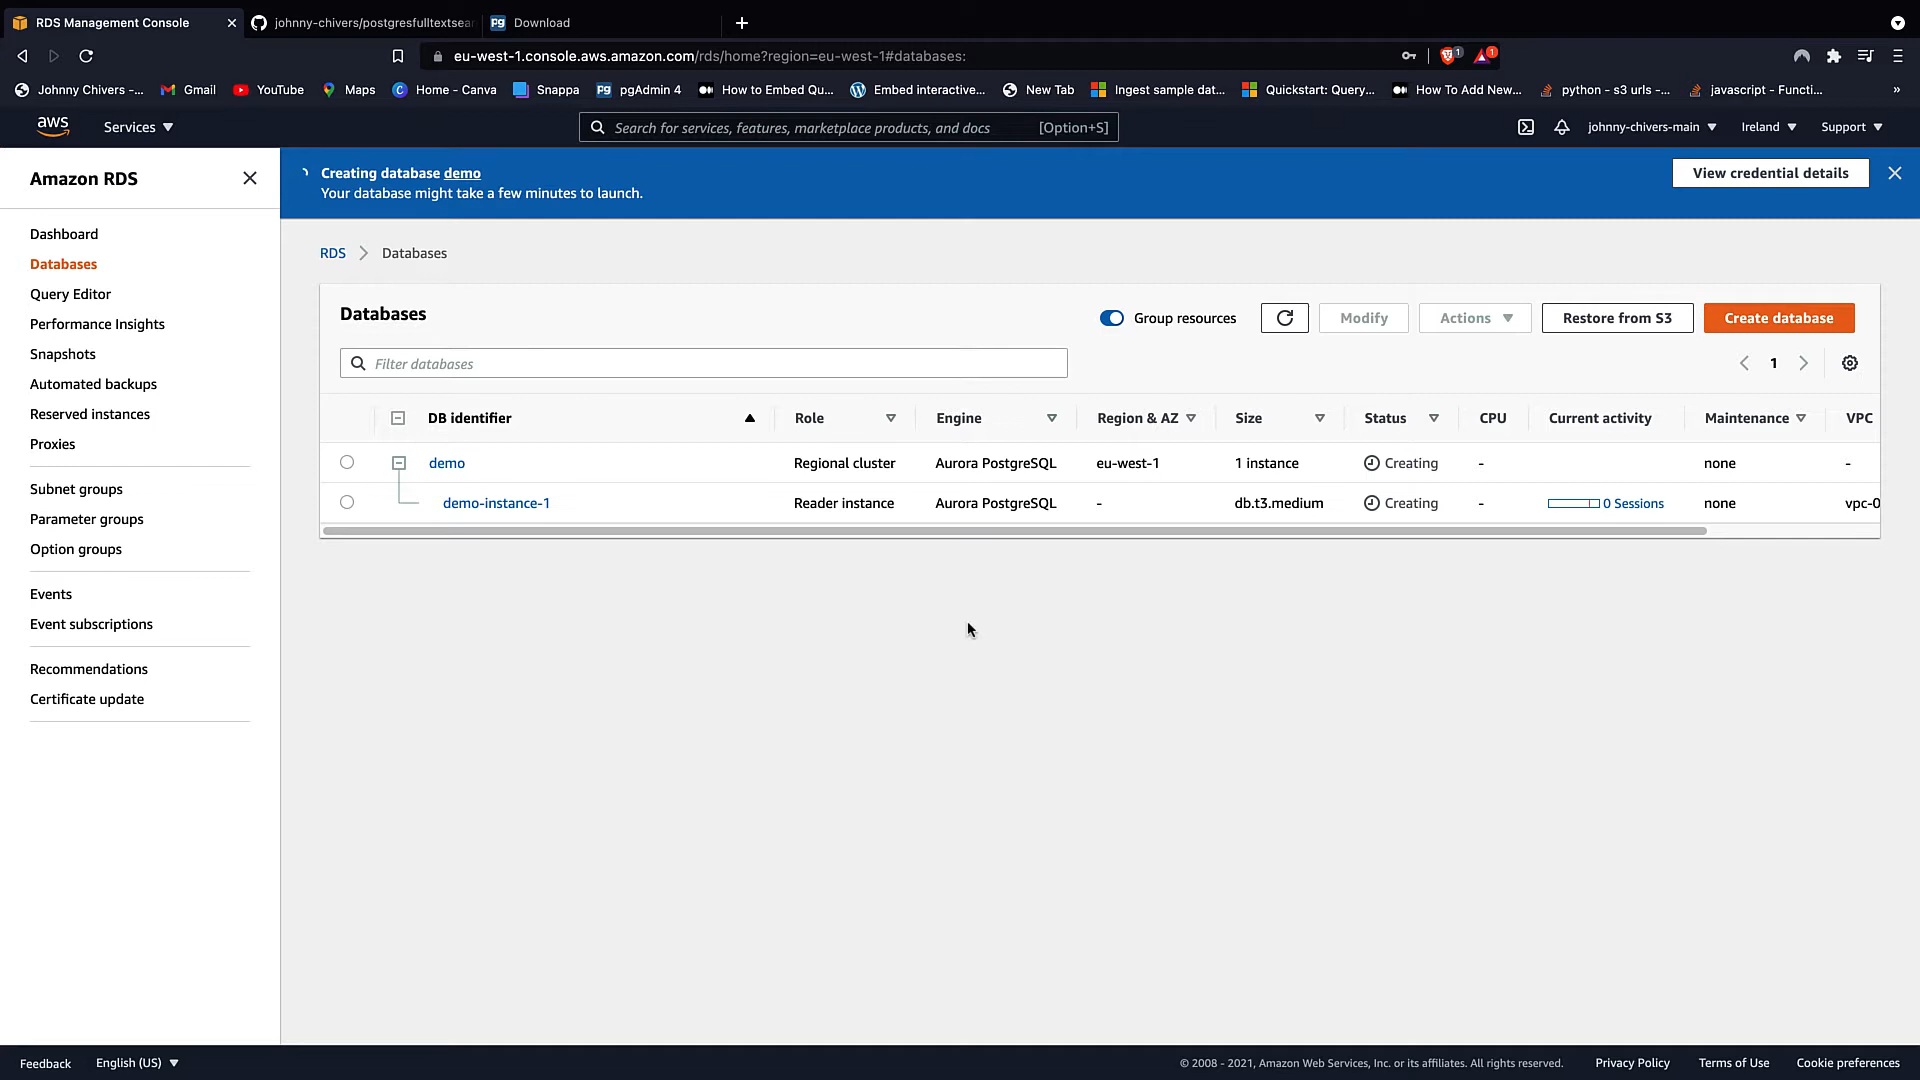 RDS Management Console
johnny-chivers/postgresfulltextsea
Pg Download
eu-west-1.console.aws.amazon.com/rds/home?region=eu-west-1#databases:
1
1
Johnny Chivers -...
Gmail
YouTube
Maps
C Home - Canva
Snappa
Pg pgAdmin 4
How to Embed Qu...
Embed interactive...
New Tab
Ingest sample dat...
Quickstart: Query...
How To Add New...
python - s3 urls -...
javascript - Functi...
»
aws
Services
Search for services, features, marketplace products, and docs [Option+S]
johnny-chivers-main
Ireland
Support
Amazon RDS
Dashboard
Databases
Query Editor
Performance Insights
Snapshots
Automated backups
Reserved instances
Proxies
Subnet groups
Parameter groups
Option groups
Events
Event subscriptions
Recommendations
Certificate update
Creating database demo
Your database might take a few minutes to launch.
View credential details
RDS > Databases
Databases
Group resources
Modify
Actions
Restore from S3
Create database
Filter databases
1
DB identifier Role Engine Region & AZ Size Status CPU Current activity Maintenance VPC
demo Regional cluster Aurora PostgreSQL eu-west-1 1 instance Creating - none -
demo-instance-1 Reader instance Aurora PostgreSQL - db.t3.medium Creating - 0 Sessions none vpc-0
Feedback
English (US)
© 2008 - 2021, Amazon Web Services, Inc. or its affiliates. All rights reserved.
Privacy Policy
Terms of Use
Cookie preferences